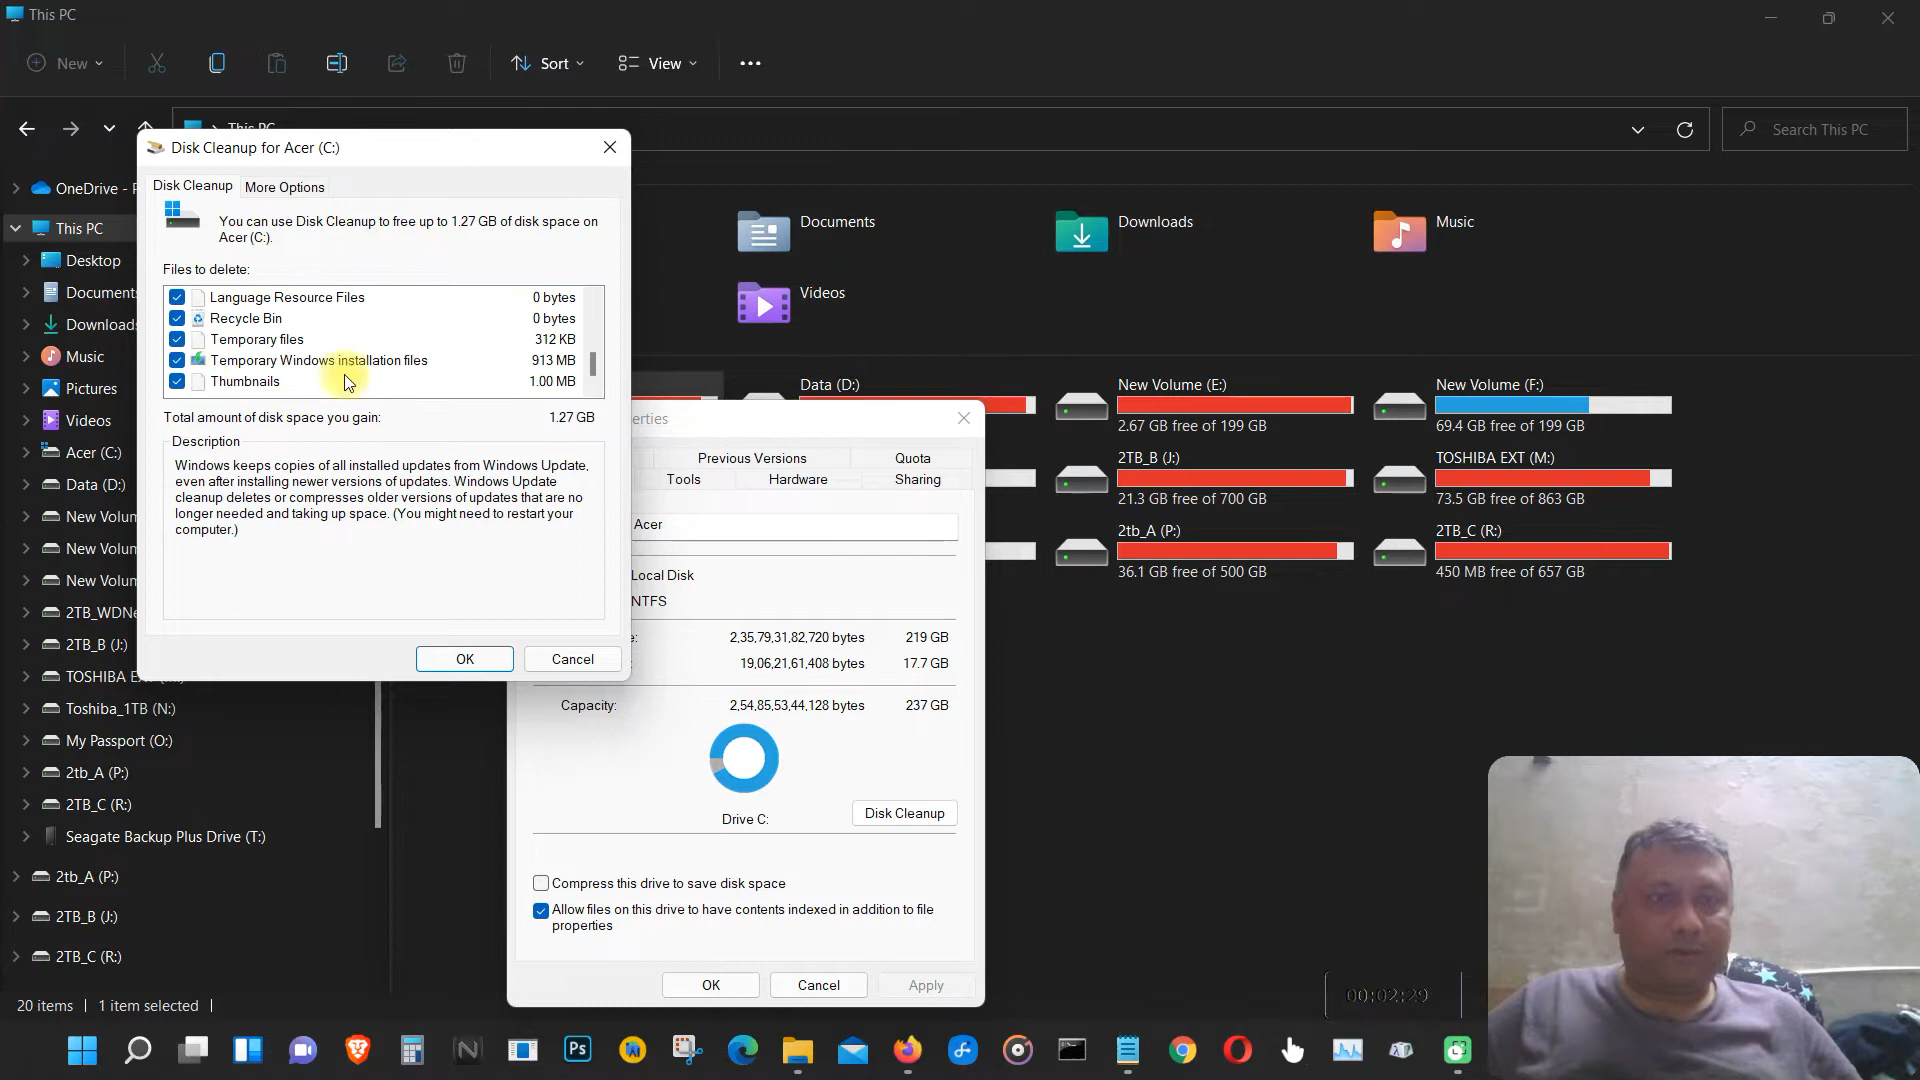 This PC
New
Sort
View
This PC
Search This PC
Disk Cleanup for Acer (C:)
Disk Cleanup
More Options
You can use Disk Cleanup to free up to 1.27 GB of disk space on
Acer (C:).
Files to delete:
Language Resource Files 0 bytes
Recycle Bin 0 bytes
Temporary files 312 KB
Temporary Windows installation files 913 MB
Thumbnails 1.00 MB
Total amount of disk space you gain: 1.27 GB
Description
Windows keeps copies of all installed updates from Windows Update,
even after installing newer versions of updates. Windows Update
cleanup deletes or compresses older versions of updates that are no
longer needed and taking up space. (You might need to restart your
computer.)
OK
Cancel
OneDrive - P
This PC
Desktop
Documents
Downloads
Music
Pictures
Videos
Acer (C:)
Data (D:)
New Volum
New Volum
New Volum
2TB_WDNe
2TB_B (J:)
TOSHIBA E
Toshiba_1TB (N:)
My Passport (O:)
2tb_A (P:)
2TB_C (R:)
Seagate Backup Plus Drive (T:)
2tb_A (P:)
2TB_B (J:)
2TB_C (R:)
20 items
1 item selected
Documents
Downloads
Music
Videos
Data (D:)
New Volume (E:)
2.67 GB free of 199 GB
New Volume (F:)
69.4 GB free of 199 GB
2TB_B (J:)
21.3 GB free of 700 GB
TOSHIBA EXT (M:)
73.5 GB free of 863 GB
2tb_A (P:)
36.1 GB free of 500 GB
2TB_C (R:)
450 MB free of 657 GB
erties
Previous Versions
Quota
Tools
Hardware
Sharing
Acer
Local Disk
NTFS
e: 2,35,79,31,82,720 bytes 219 GB
19,06,21,61,408 bytes 17.7 GB
Capacity: 2,54,85,53,44,128 bytes 237 GB
Drive C:
Disk Cleanup
Compress this drive to save disk space
Allow files on this drive to have contents indexed in addition to file
properties
OK
Cancel
Apply
00:02:29
Ps